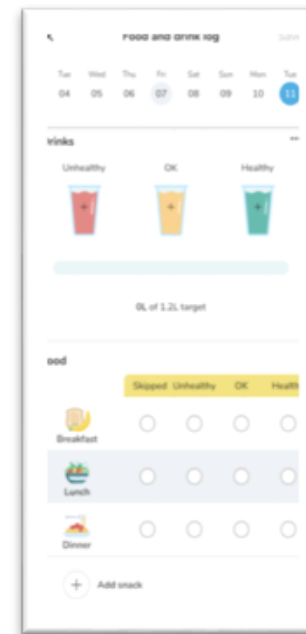 Food and drink log
Tue Wed Thu Fri Sat Sun Mon Tue
04 05 06 07 08 09 10 11
rinks
Unhealthy OK Healthy
+ + +
0L of 1.2L target
ood
Skipped Unhealthy OK Health
Breakfast
Lunch
Dinner
+ Add snack